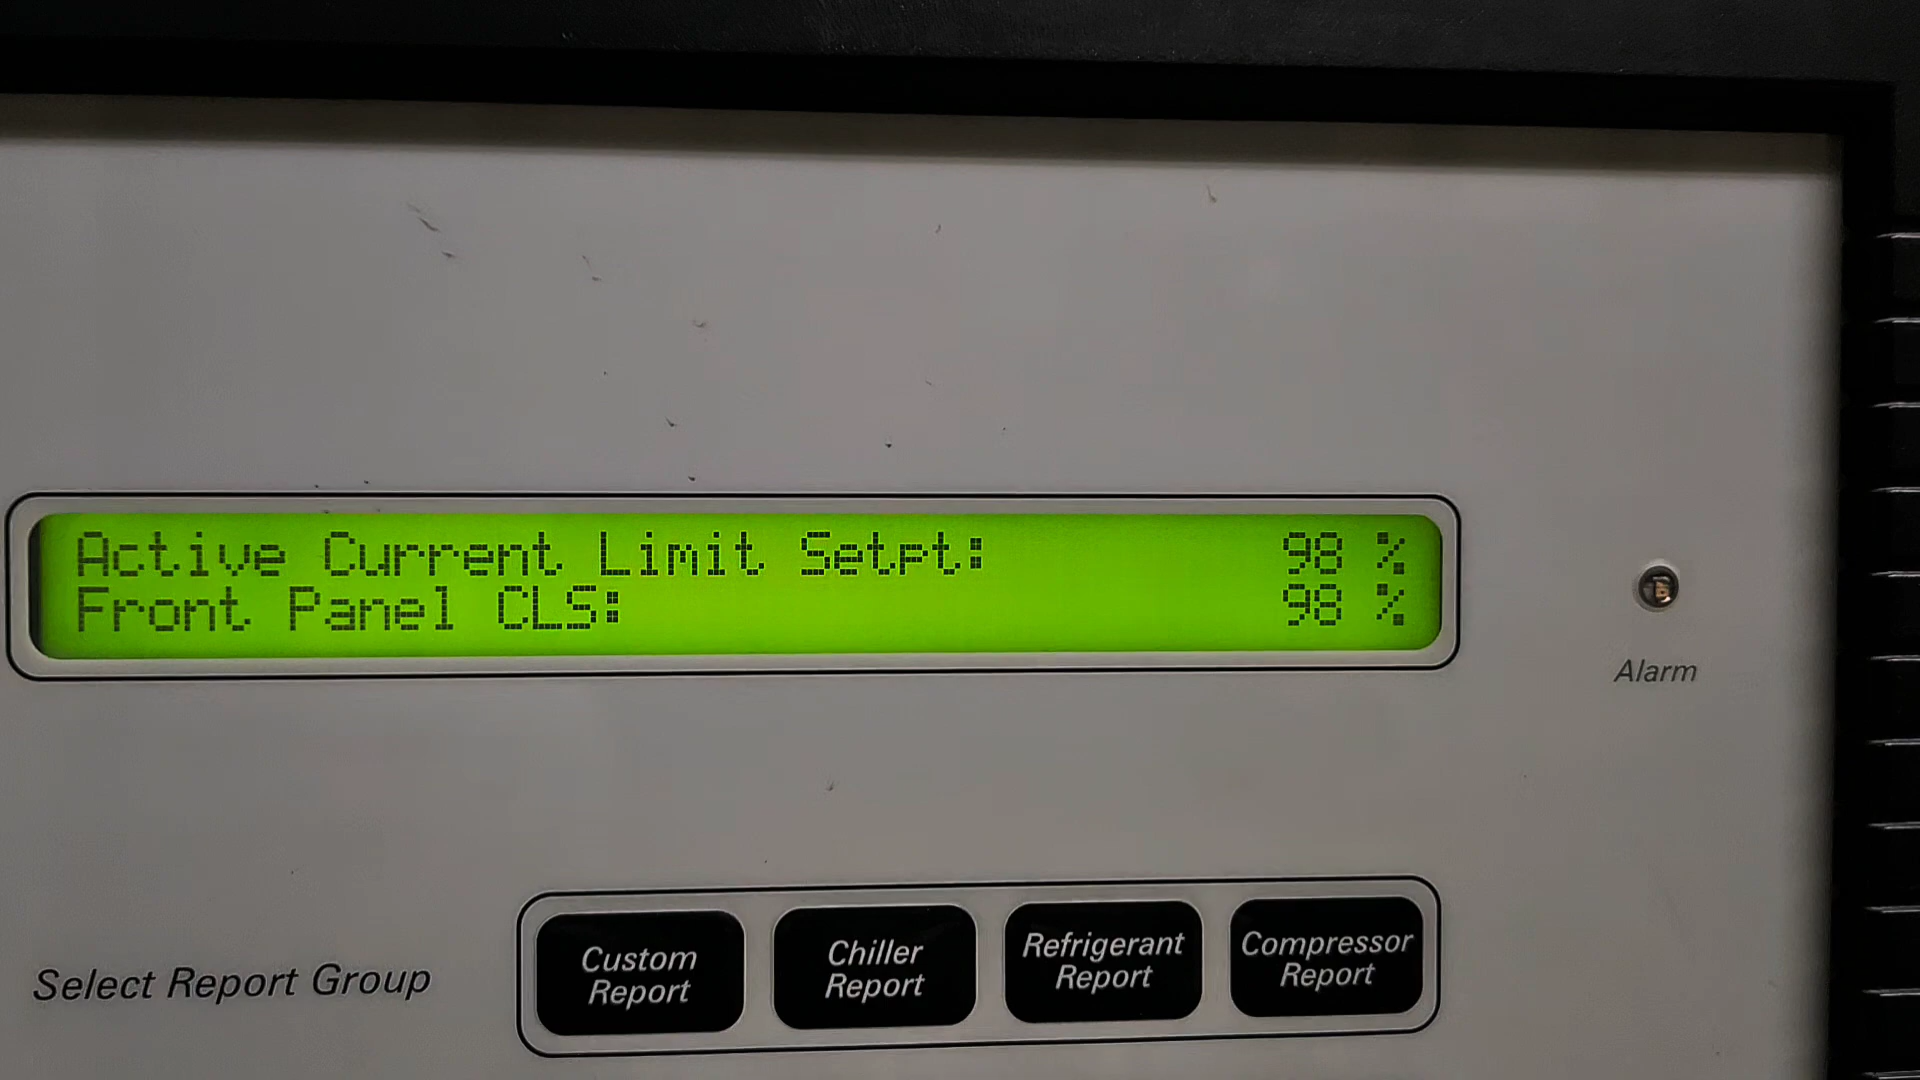 Active Current Limit Setpt: 98 %
Front Panel CLS: 98 %
Alarm
Select Report Group
Custom
Report
Chiller
Report
Refrigerant
Report
Compressor
Report